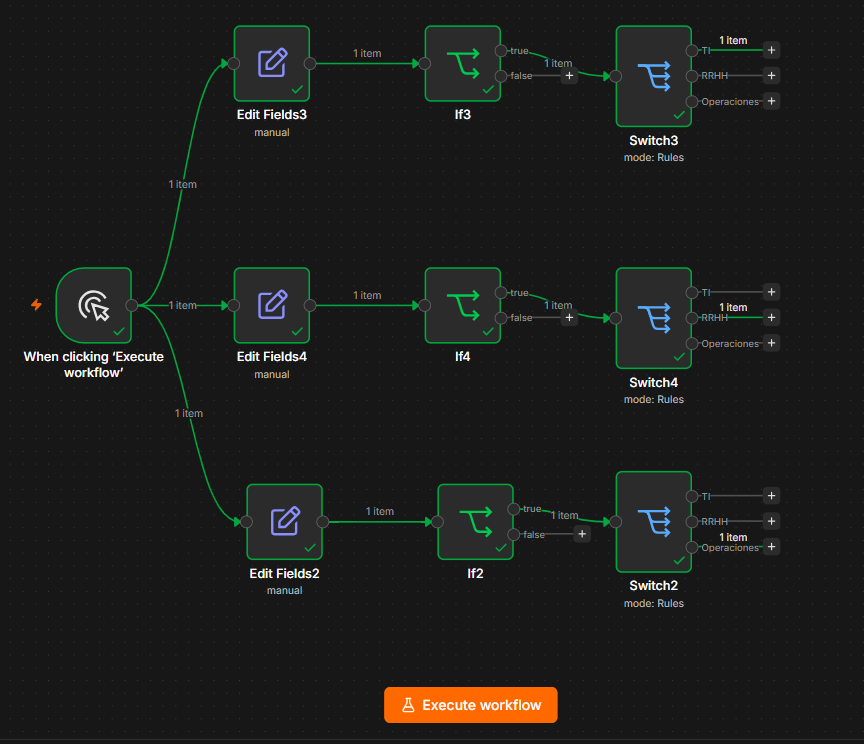 1 item
TI
true
1 item
1 item
RRHH
false
Operaciones
Edit Fields3
manual
If3
Switch3
mode: Rules
1 item
TI
true
1 item
1 item
1 item
1 item
RRHH
false
Operaciones
When clicking ‘Execute
workflow’
Edit Fields4
manual
If4
Switch4
mode: Rules
1 item
TI
true
1 item
1 item
RRHH
false
1 item
Operaciones
Edit Fields2
manual
If2
Switch2
mode: Rules
Execute workflow